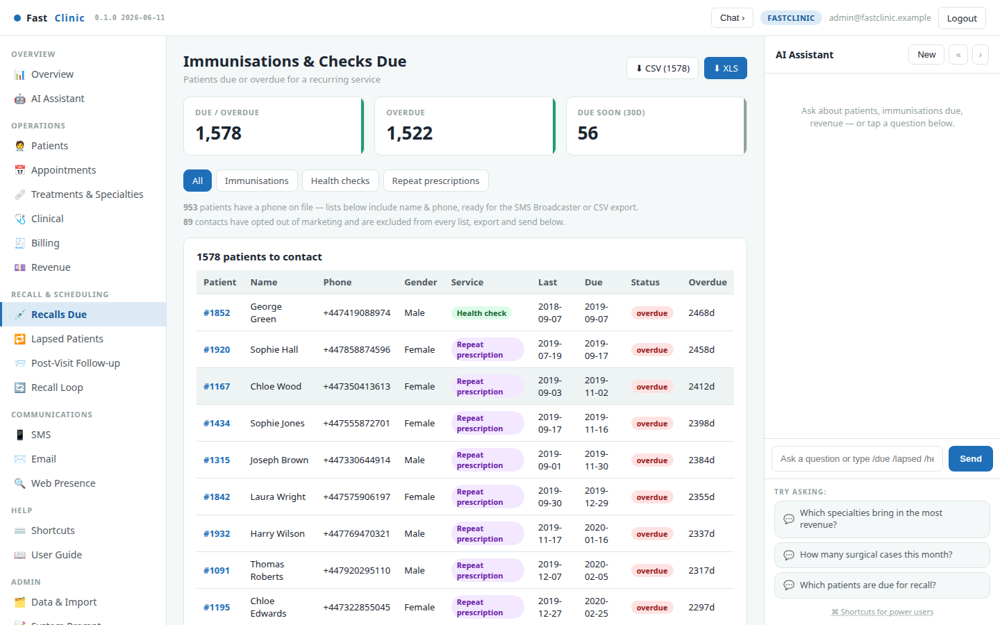 Fast Clinic 0.1.0 2026-06-11
Chat › FASTCLINIC admin@fastclinic.example Logout
OVERVIEW
Overview
AI Assistant
OPERATIONS
Patients
Appointments
Treatments & Specialties
Clinical
Billing
Revenue
RECALL & SCHEDULING
Recalls Due
Lapsed Patients
Post-Visit Follow-up
Recall Loop
COMMUNICATIONS
SMS
Email
Web Presence
HELP
Shortcuts
User Guide
ADMIN
Data & Import
System Prompt
Immunisations & Checks Due
Patients due or overdue for a recurring service
⬇ CSV (1578) ⬇ XLS
DUE / OVERDUE
1,578
OVERDUE
1,522
DUE SOON (30D)
56
All Immunisations Health checks Repeat prescriptions
953 patients have a phone on file — lists below include name & phone, ready for the SMS Broadcaster or CSV export.
89 contacts have opted out of marketing and are excluded from every list, export and send below.
1578 patients to contact
Patient Name Phone Gender Service Last Due Status Overdue
#1852 George Green +447419088974 Male Health check 2018-09-07 2019-09-07 overdue 2468d
#1920 Sophie Hall +447858874596 Female Repeat prescription 2019-07-19 2019-09-17 overdue 2458d
#1167 Chloe Wood +447350413613 Female Repeat prescription 2019-09-03 2019-11-02 overdue 2412d
#1434 Sophie Jones +447555872701 Female Repeat prescription 2019-09-17 2019-11-16 overdue 2398d
#1315 Joseph Brown +447330644914 Male Repeat prescription 2019-09-01 2019-11-30 overdue 2384d
#1842 Laura Wright +447575906197 Female Repeat prescription 2019-09-30 2019-12-29 overdue 2355d
#1932 Harry Wilson +447769470321 Male Repeat prescription 2019-11-17 2020-01-16 overdue 2337d
#1091 Thomas Roberts +447920295110 Male Repeat prescription 2019-12-07 2020-02-05 overdue 2317d
#1195 Chloe Edwards +447322855045 Female Repeat prescription 2019-12-27 2020-02-25 overdue 2297d
AI Assistant New « ›
Ask about patients, immunisations due,
revenue — or tap a question below.
Ask a question or type /due /lapsed /he Send
TRY ASKING:
Which specialties bring in the most
revenue?
How many surgical cases this month?
Which patients are due for recall?
⌘ Shortcuts for power users